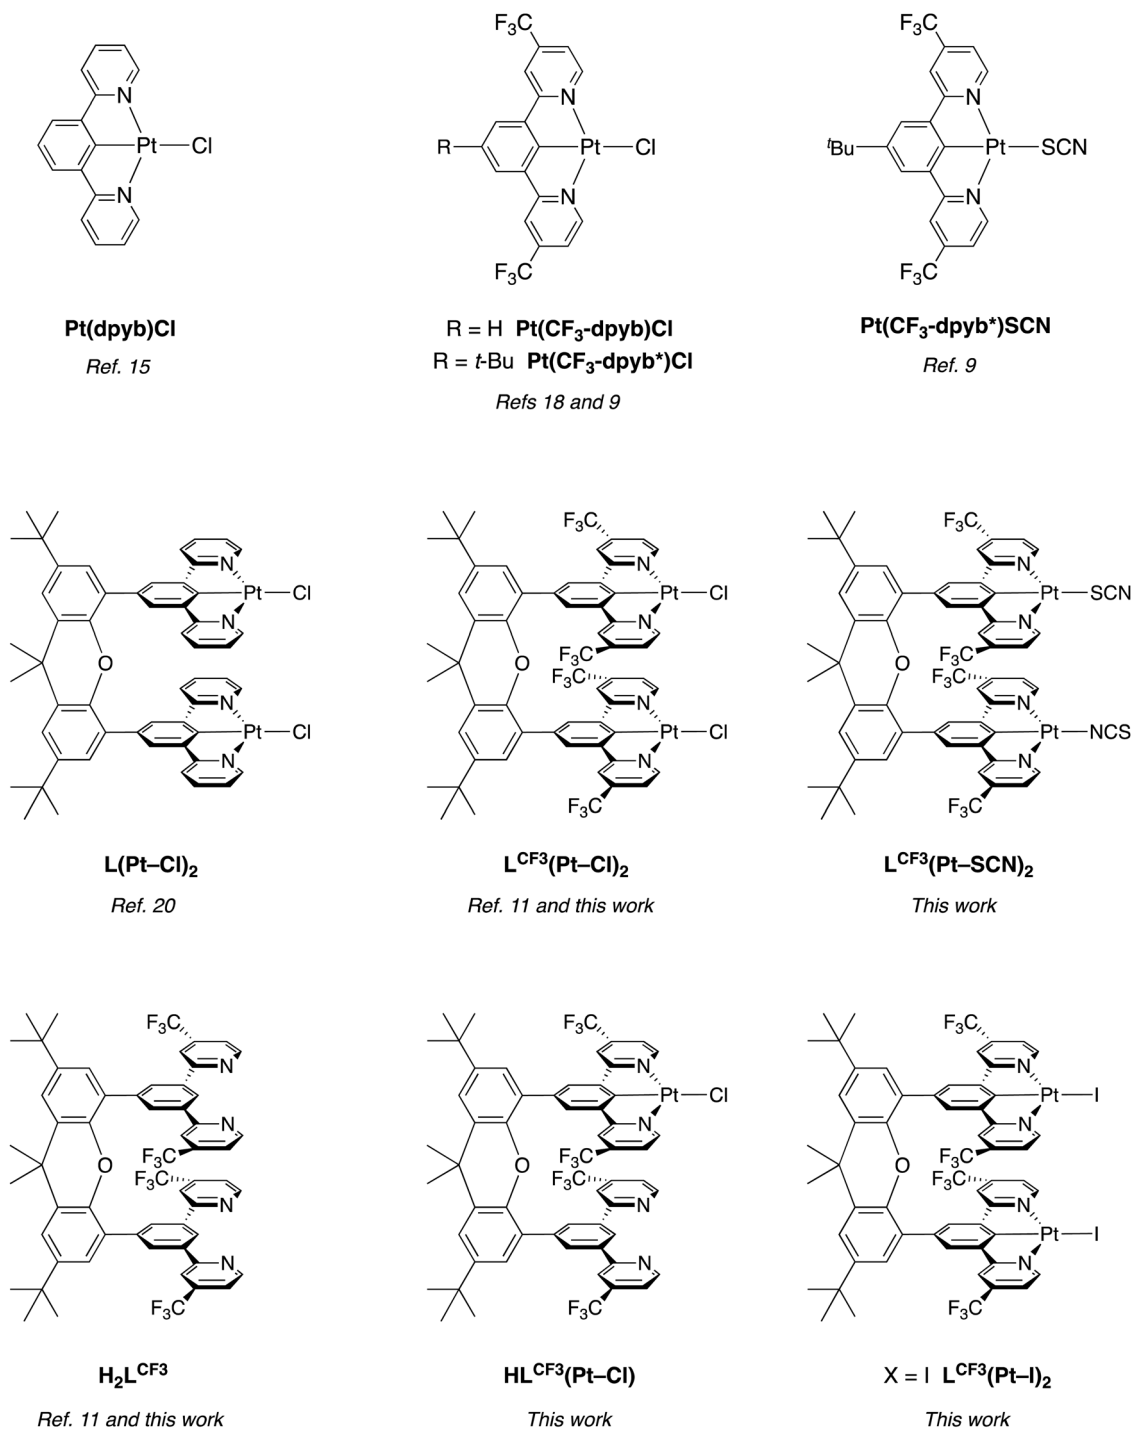 F₃C F₃C
N N N
Pt Cl R Pt Cl ᵗBu Pt SCN
N N N
F₃C F₃C
Pt(dpyb)Cl R = H Pt(CF₃-dpyb)Cl Pt(CF₃-dpyb*)SCN
Ref. 15 R = t-Bu Pt(CF₃-dpyb*)Cl Ref. 9
Refs 18 and 9
F₃C F₃C
N N N
Pt Cl Pt Cl Pt SCN
N N N
O O F₃C O F₃C
F₃C F₃C
N N N
Pt Cl Pt Cl Pt NCS
N N N
F₃C F₃C
L(Pt–Cl)₂ Lᶜᶠ³(Pt–Cl)₂ Lᶜᶠ³(Pt–SCN)₂
Ref. 20 Ref. 11 and this work This work
F₃C F₃C F₃C
N N N
Pt Cl Pt I
N N N
O F₃C O F₃C O F₃C
F₃C F₃C F₃C
N N N
Pt I
N N N
F₃C F₃C F₃C
H₂Lᶜᶠ³ HLᶜᶠ³(Pt–Cl) X = I Lᶜᶠ³(Pt–I)₂
Ref. 11 and this work This work This work